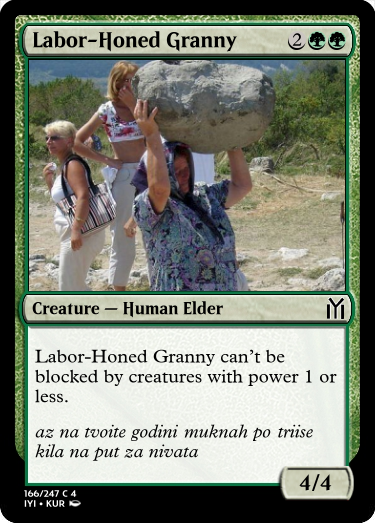 Labor-Honed Granny 2
Creature — Human Elder
Labor-Honed Granny can't be
blocked by creatures with power 1 or
less.
az na tvoite godini muknah po triise
kila na put za nivata
4/4
166/247 C 4
IYI • KUR